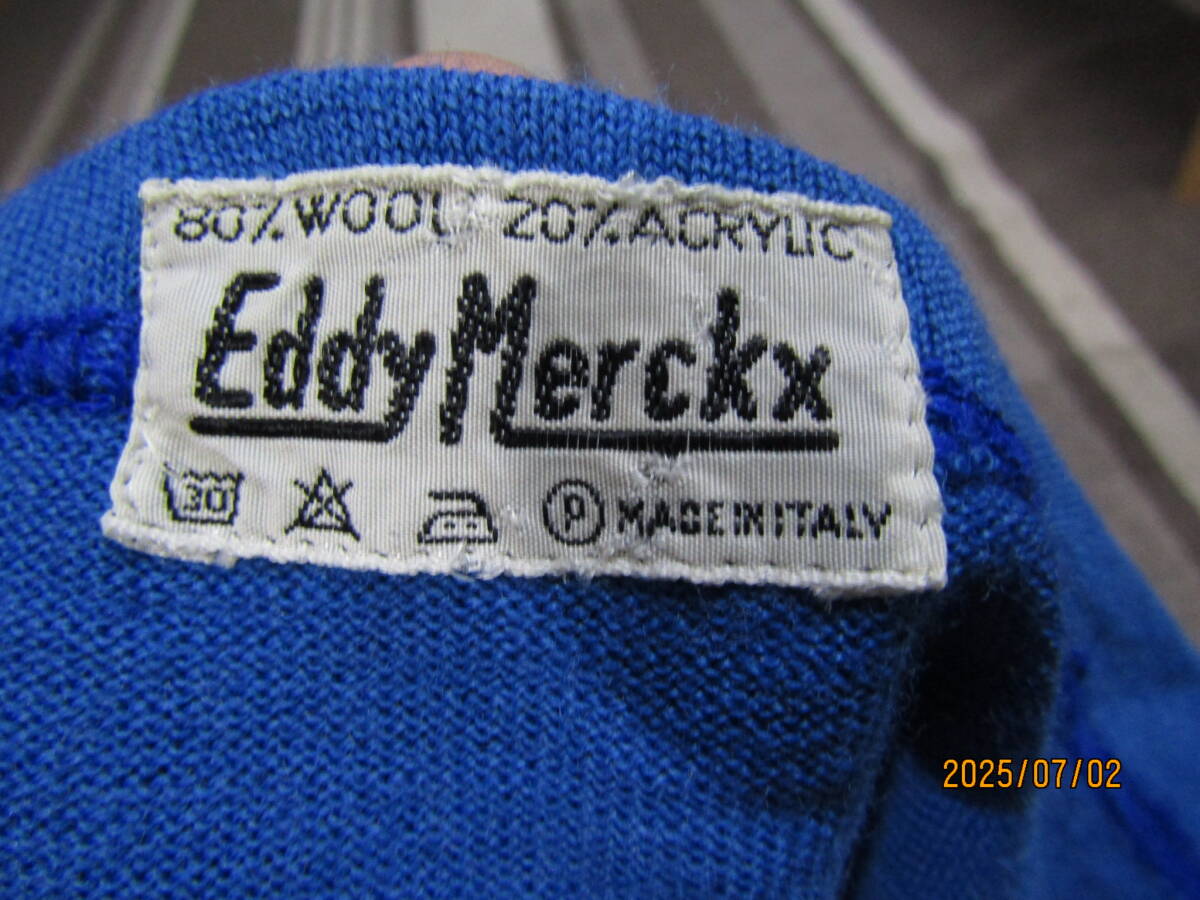 80% WOOL 20% ACRYLIC
Eddy Merckx
30 P MADE IN ITALY
2025/07/02